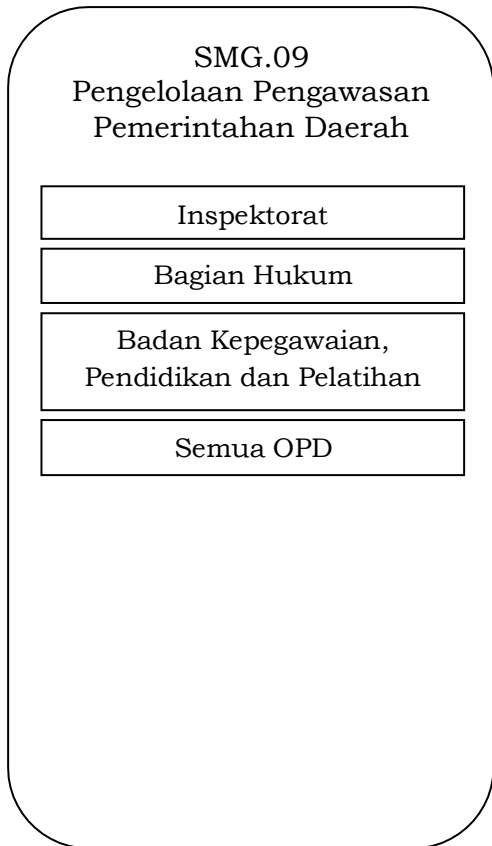 SMG.09
Pengelolaan Pengawasan
Pemerintahan Daerah
Inspektorat
Bagian Hukum
Badan Kepegawaian,
Pendidikan dan Pelatihan
Semua OPD